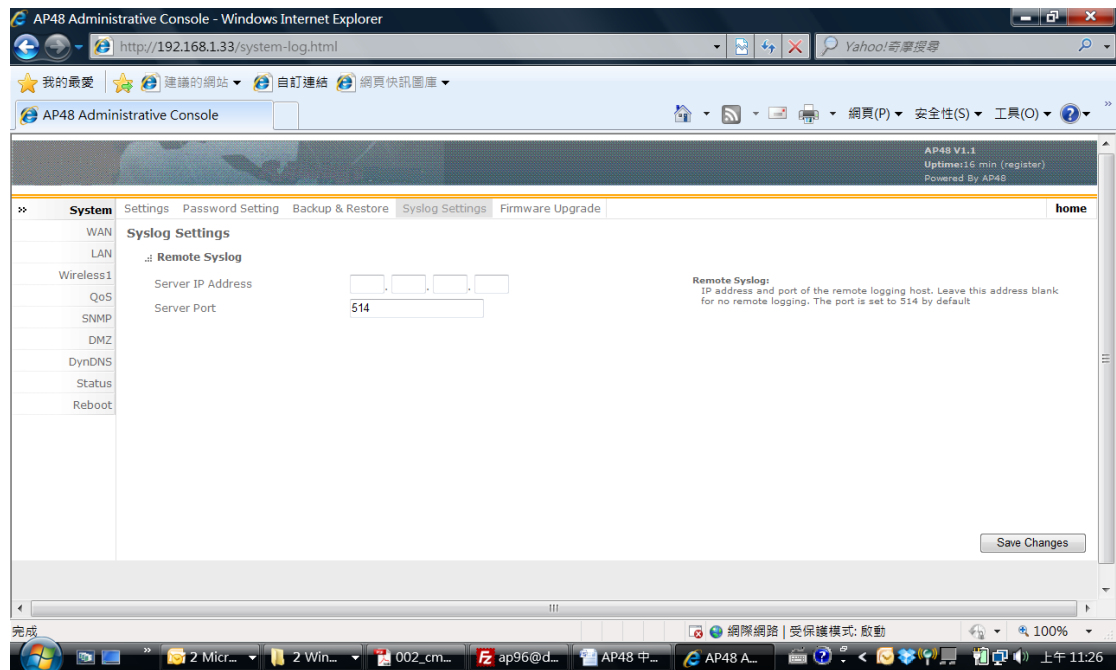 AP48 Administrative Console - Windows Internet Explorer
http://192.168.1.33/system-log.html
Yahoo!奇摩搜尋
我的最愛 建議的網站 自訂連結 網頁快訊圖庫
AP48 Administrative Console
網頁(P) 安全性(S) 工具(O)
AP48 V1.1
Uptime:16 min (register)
Powered By AP48
System Settings Password Setting Backup & Restore Syslog Settings Firmware Upgrade home
WAN
LAN
Wireless1
QoS
SNMP
DMZ
DynDNS
Status
Reboot
Syslog Settings
Remote Syslog
Server IP Address . . .
Server Port 514
Remote Syslog:
IP address and port of the remote logging host. Leave this address blank
for no remote logging. The port is set to 514 by default
Save Changes
完成 網際網路 | 受保護模式: 啟動 100%
2 Micr... 2 Win... 002_cm... ap96@d... AP48 中... AP48 A... 上午 11:26